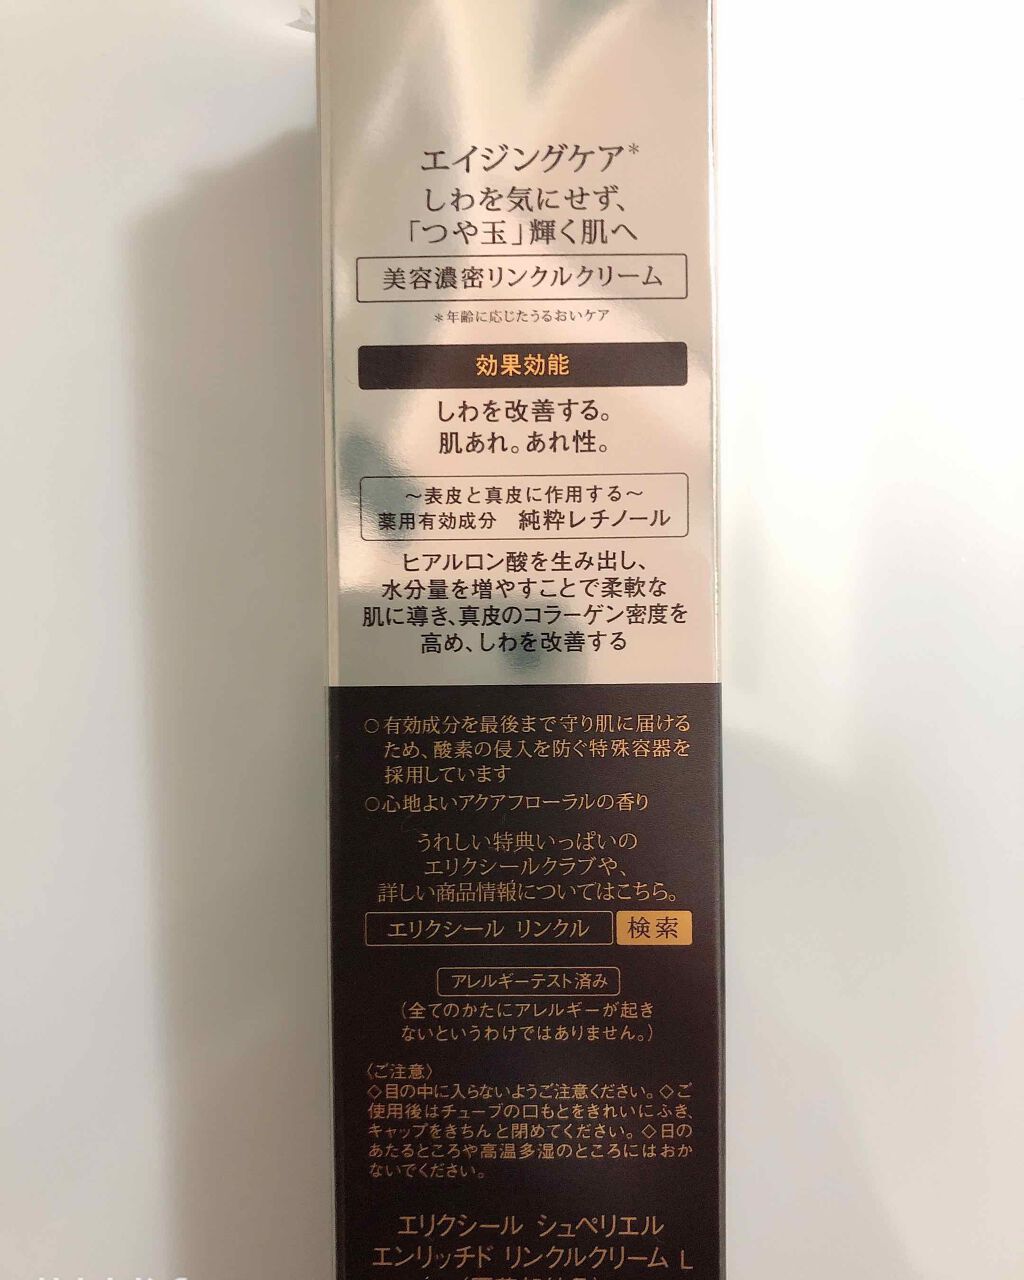 エイジングケア*
しわを気にせず、
「つや玉」輝く肌へ
美容濃密リンクルクリーム
*年齢に応じたうるおいケア
効果効能
しわを改善する。
肌あれ。あれ性。
～表皮と真皮に作用する～
薬用有効成分 純粋レチノール
ヒアルロン酸を生み出し、
水分量を増やすことで柔軟な
肌に導き、真皮のコラーゲン密度を
高め、しわを改善する
○有効成分を最後まで守り肌に届ける
ため、酸素の侵入を防ぐ特殊容器を
採用しています
○心地よいアクアフローラルの香り
うれしい特典いっぱいの
エリクシールクラブや、
詳しい商品情報についてはこちら。
エリクシール リンクル 検索
アレルギーテスト済み
（全てのかたにアレルギーが起き
ないというわけではありません。）
〈ご注意〉
◇目の中に入らないようご注意ください。◇ご
使用後はチューブの口もとをきれいにふき、
キャップをきちんと閉めてください。◇日の
あたるところや高温多湿のところにはおか
ないでください。
エリクシール シュペリエル
エンリッチド リンクルクリーム L